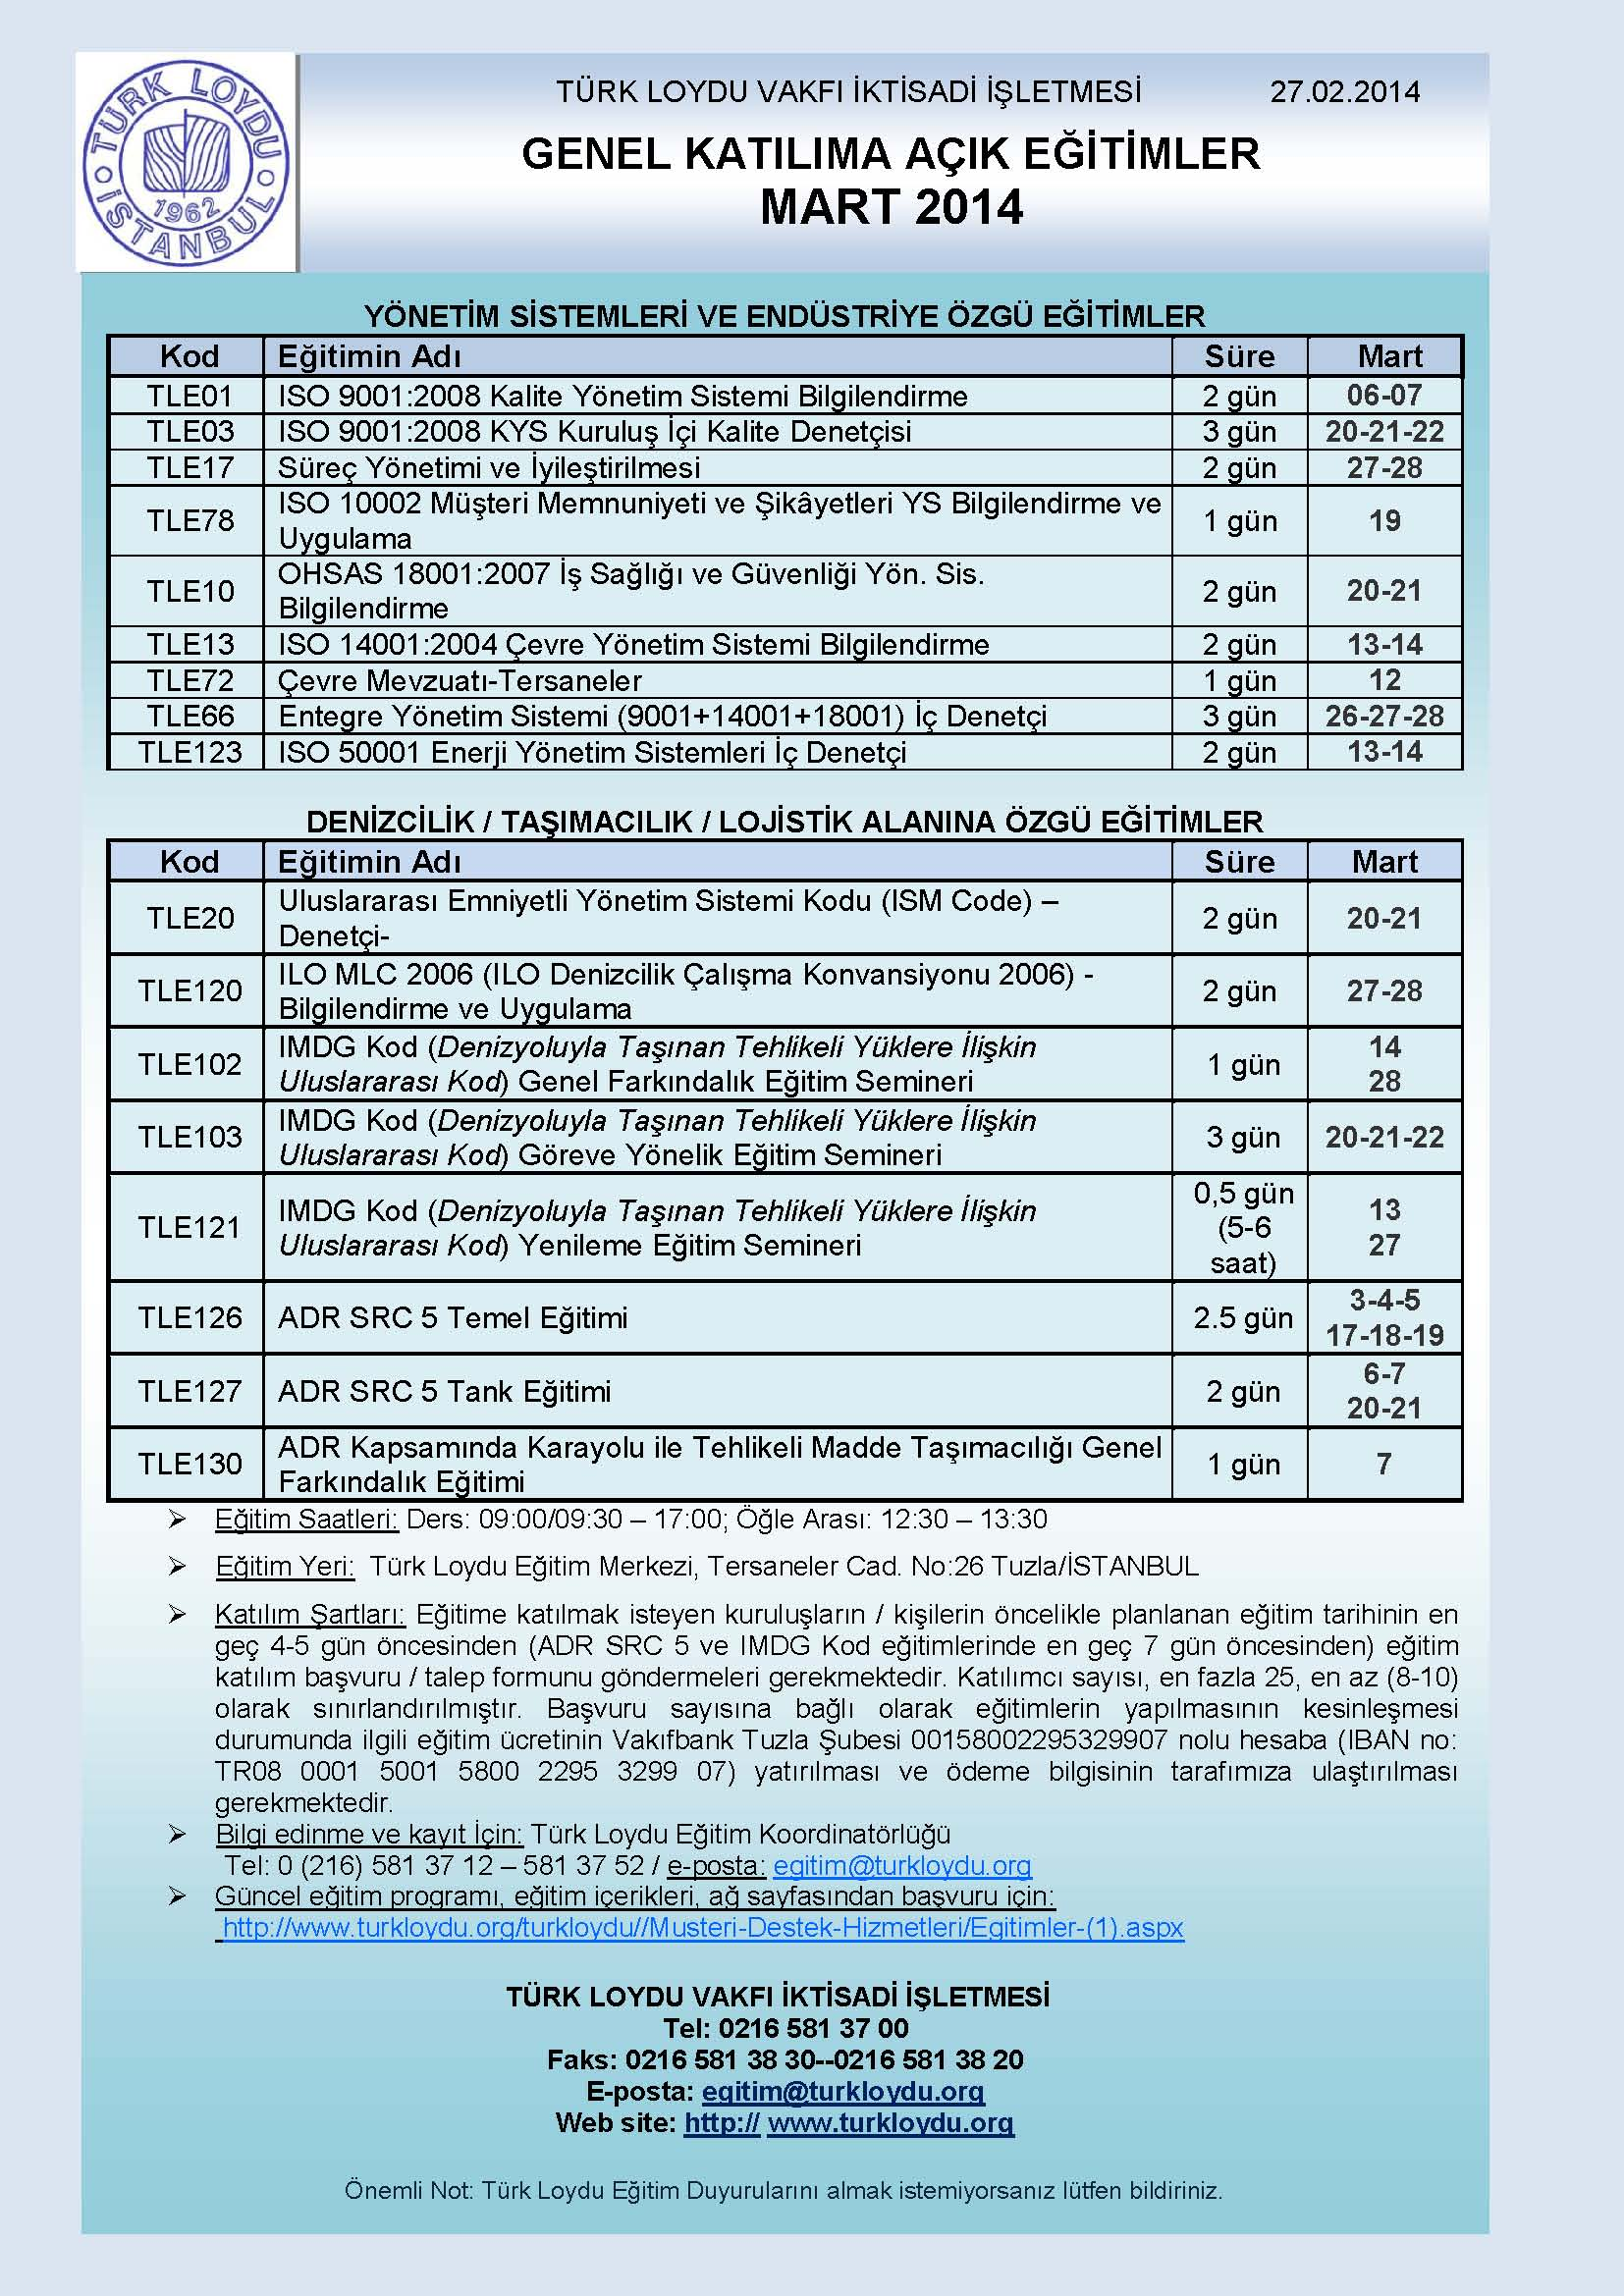 TÜRK LOYDU
1962
İSTANBUL
TÜRK LOYDU VAKFI İKTİSADİ İŞLETMESİ 27.02.2014
GENEL KATILIMA AÇIK EĞİTİMLER
MART 2014
YÖNETİM SİSTEMLERİ VE ENDÜSTRİYE ÖZGÜ EĞİTİMLER
Kod Eğitimin Adı Süre Mart
TLE01 ISO 9001:2008 Kalite Yönetim Sistemi Bilgilendirme 2 gün 06-07
TLE03 ISO 9001:2008 KYS Kuruluş İçi Kalite Denetçisi 3 gün 20-21-22
TLE17 Süreç Yönetimi ve İyileştirilmesi 2 gün 27-28
TLE78 ISO 10002 Müşteri Memnuniyeti ve Şikâyetleri YS Bilgilendirme ve
Uygulama 1 gün 19
TLE10 OHSAS 18001:2007 İş Sağlığı ve Güvenliği Yön. Sis.
Bilgilendirme 2 gün 20-21
TLE13 ISO 14001:2004 Çevre Yönetim Sistemi Bilgilendirme 2 gün 13-14
TLE72 Çevre Mevzuatı-Tersaneler 1 gün 12
TLE66 Entegre Yönetim Sistemi (9001+14001+18001) İç Denetçi 3 gün 26-27-28
TLE123 ISO 50001 Enerji Yönetim Sistemleri İç Denetçi 2 gün 13-14
DENİZCİLİK / TAŞIMACILIK / LOJİSTİK ALANINA ÖZGÜ EĞİTİMLER
Kod Eğitimin Adı Süre Mart
TLE20 Uluslararası Emniyetli Yönetim Sistemi Kodu (ISM Code) –
Denetçi- 2 gün 20-21
TLE120 ILO MLC 2006 (ILO Denizcilik Çalışma Konvansiyonu 2006) -
Bilgilendirme ve Uygulama 2 gün 27-28
TLE102 IMDG Kod (Denizyoluyla Taşınan Tehlikeli Yüklere İlişkin
Uluslararası Kod) Genel Farkındalık Eğitim Semineri 1 gün 14
28
TLE103 IMDG Kod (Denizyoluyla Taşınan Tehlikeli Yüklere İlişkin
Uluslararası Kod) Göreve Yönelik Eğitim Semineri 3 gün 20-21-22
TLE121 IMDG Kod (Denizyoluyla Taşınan Tehlikeli Yüklere İlişkin
Uluslararası Kod) Yenileme Eğitim Semineri 0,5 gün
(5-6
saat) 13
27
TLE126 ADR SRC 5 Temel Eğitimi 2.5 gün 3-4-5
17-18-19
TLE127 ADR SRC 5 Tank Eğitimi 2 gün 6-7
20-21
TLE130 ADR Kapsamında Karayolu ile Tehlikeli Madde Taşımacılığı Genel
Farkındalık Eğitimi 1 gün 7
➢ Eğitim Saatleri: Ders: 09:00/09:30 – 17:00; Öğle Arası: 12:30 – 13:30
➢ Eğitim Yeri: Türk Loydu Eğitim Merkezi, Tersaneler Cad. No:26 Tuzla/İSTANBUL
➢ Katılım Şartları: Eğitime katılmak isteyen kuruluşların / kişilerin öncelikle planlanan eğitim tarihinin en
geç 4-5 gün öncesinden (ADR SRC 5 ve IMDG Kod eğitimlerinde en geç 7 gün öncesinden) eğitim
katılım başvuru / talep formunu göndermeleri gerekmektedir. Katılımcı sayısı, en fazla 25, en az (8-10)
olarak sınırlandırılmıştır. Başvuru sayısına bağlı olarak eğitimlerin yapılmasının kesinleşmesi
durumunda ilgili eğitim ücretinin Vakıfbank Tuzla Şubesi 00158002295329907 nolu hesaba (IBAN no:
TR08 0001 5001 5800 2295 3299 07) yatırılması ve ödeme bilgisinin tarafımıza ulaştırılması
gerekmektedir.
➢ Bilgi edinme ve kayıt İçin: Türk Loydu Eğitim Koordinatörlüğü
Tel: 0 (216) 581 37 12 – 581 37 52 / e-posta: egitim@turkloydu.org
➢ Güncel eğitim programı, eğitim içerikleri, ağ sayfasından başvuru için:
http://www.turkloydu.org/turkloydu//Musteri-Destek-Hizmetleri/Egitimler-(1).aspx
TÜRK LOYDU VAKFI İKTİSADİ İŞLETMESİ
Tel: 0216 581 37 00
Faks: 0216 581 38 30--0216 581 38 20
E-posta: egitim@turkloydu.org
Web site: http:// www.turkloydu.org
Önemli Not: Türk Loydu Eğitim Duyurularını almak istemiyorsanız lütfen bildiriniz.